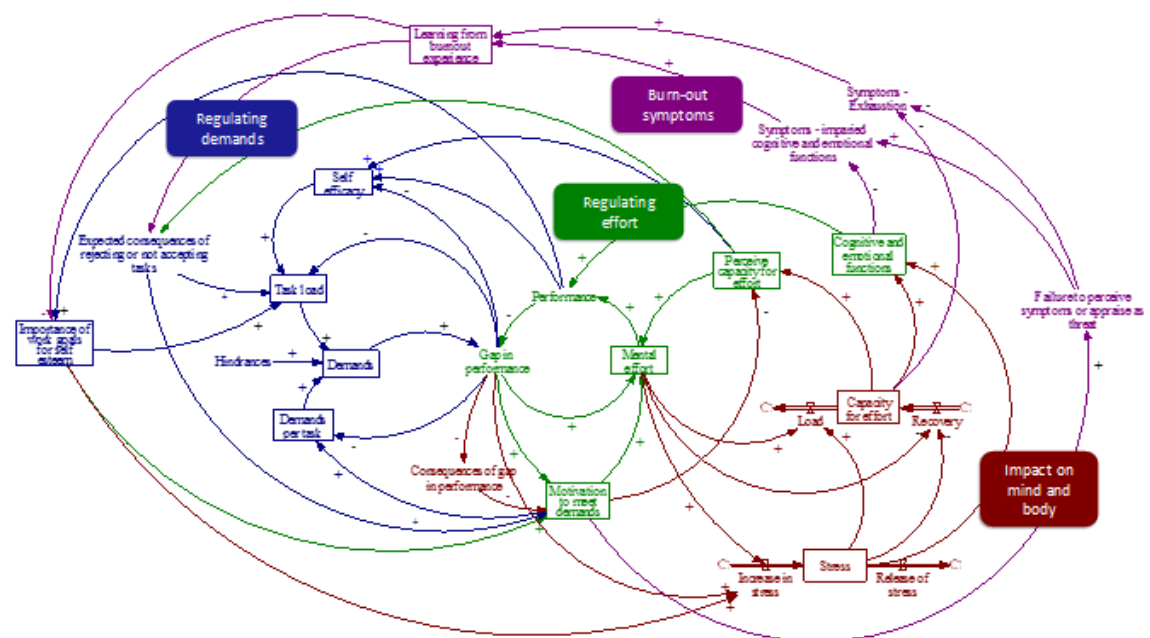 Learning from
burnout
experience
Regulating
demands
Burn-out
symptoms
Symptoms -
Exhaustion
Symptoms - imparied
cognitive and emotional
functions
Self
efficacy
Regulating
effort
Expected consequences of
rejecting or not accepting
tasks
Cognitive and
emotional
functions
Perceive
capacity for
effort
Task load
Performance
Failure to perceive
symptoms or appraise as
threat
Importance of
work goals
for self
esteem
Hindrances
Demands
Gap in
performance
Mental
effort
Capacity
for effort
Load
Recovery
Demands
per task
Consequences of gap
in performance
Motivation
to meet
demands
Impact on
mind and
body
Increase in
stress
Stress
Release of
stress